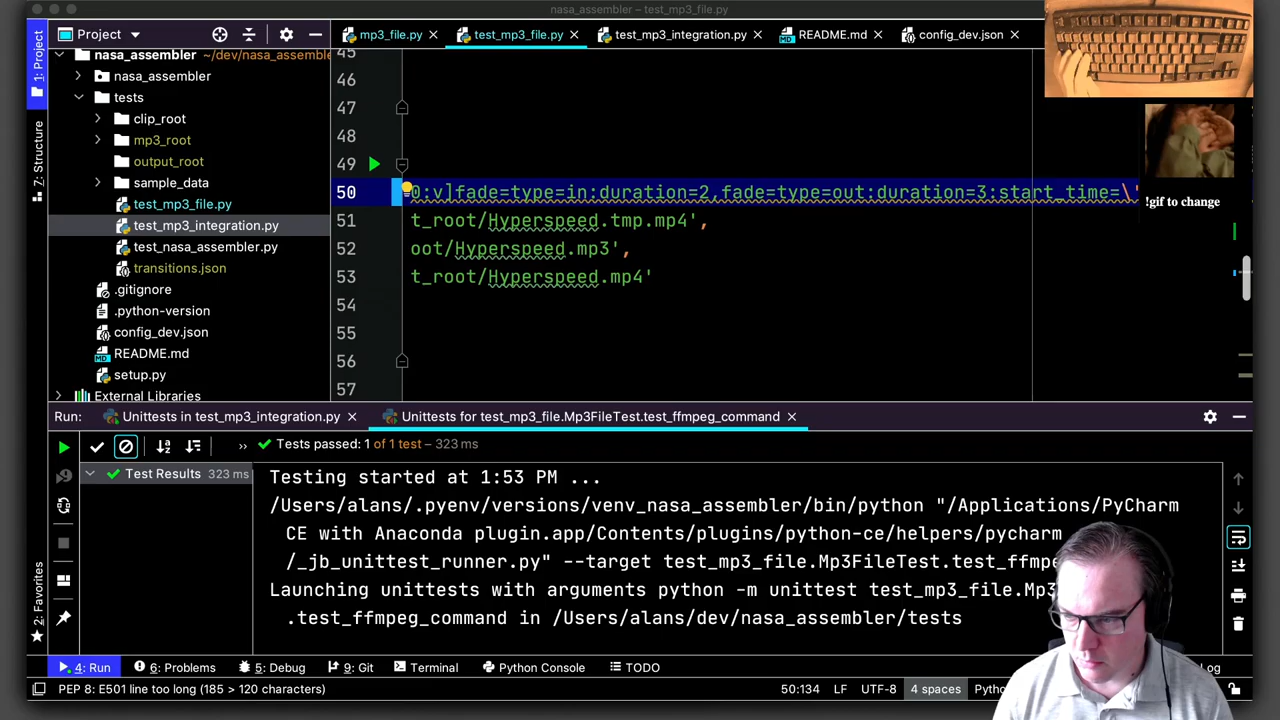 nasa_assembler – test_mp3_file.py
1: Project
Project
mp3_file.py
test_mp3_file.py
test_mp3_integration.py
README.md
config_dev.json
nasa_assembler ~/dev/nasa_assemble
nasa_assembler
tests
clip_root
mp3_root
output_root
sample_data
test_mp3_file.py
test_mp3_integration.py
test_nasa_assembler.py
transitions.json
.gitignore
.python-version
config_dev.json
README.md
setup.py
External Libraries
7: Structure
2: Favorites
45
46
47
48
49
50 0:v]fade=type=in:duration=2,fade=type=out:duration=3:start_time=\'
51 t_root/Hyperspeed.tmp.mp4',
52 oot/Hyperspeed.mp3',
53 t_root/Hyperspeed.mp4'
54
55
56
57
!gif to change
Run: Unittests in test_mp3_integration.py Unittests for test_mp3_file.Mp3FileTest.test_ffmpeg_command
» Tests passed: 1 of 1 test – 323 ms
Test Results 323 ms
Testing started at 1:53 PM ...
/Users/alans/.pyenv/versions/venv_nasa_assembler/bin/python "/Applications/PyCharm
CE with Anaconda plugin.app/Contents/plugins/python-ce/helpers/pycharm
/_jb_unittest_runner.py" --target test_mp3_file.Mp3FileTest.test_ffmpe
Launching unittests with arguments python -m unittest test_mp3_file.Mp3
.test_ffmpeg_command in /Users/alans/dev/nasa_assembler/tests
4: Run
6: Problems
5: Debug
9: Git
Terminal
Python Console
TODO
Log
PEP 8: E501 line too long (185 > 120 characters)
50:134 LF UTF-8 4 spaces Pytho